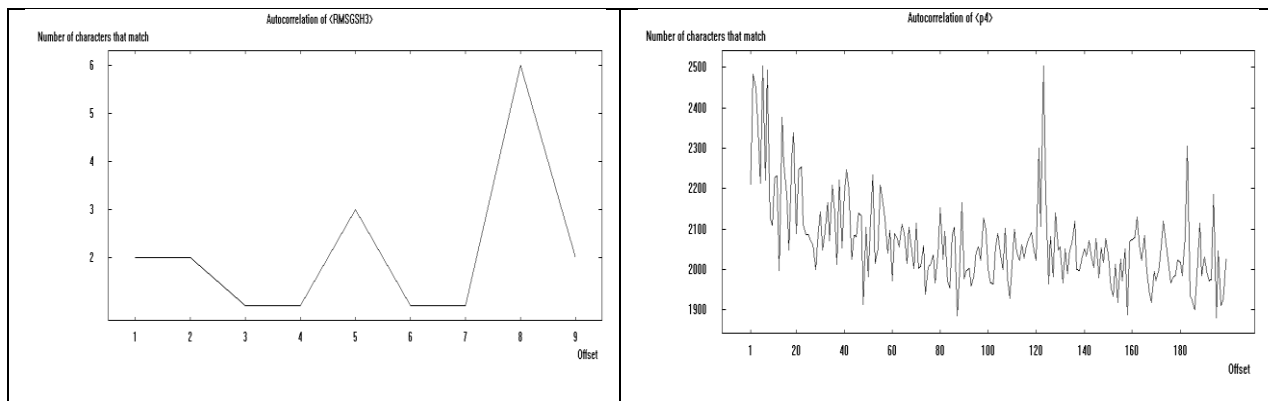 Autocorrelation of <RMSGSH3>
Number of characters that match
6
5
4
3
2
1 2 3 4 5 6 7 8 9
Offset
Autocorrelation of <p4>
Number of characters that match
2500
2400
2300
2200
2100
2000
1900
1 20 40 60 80 100 120 140 160 180
Offset